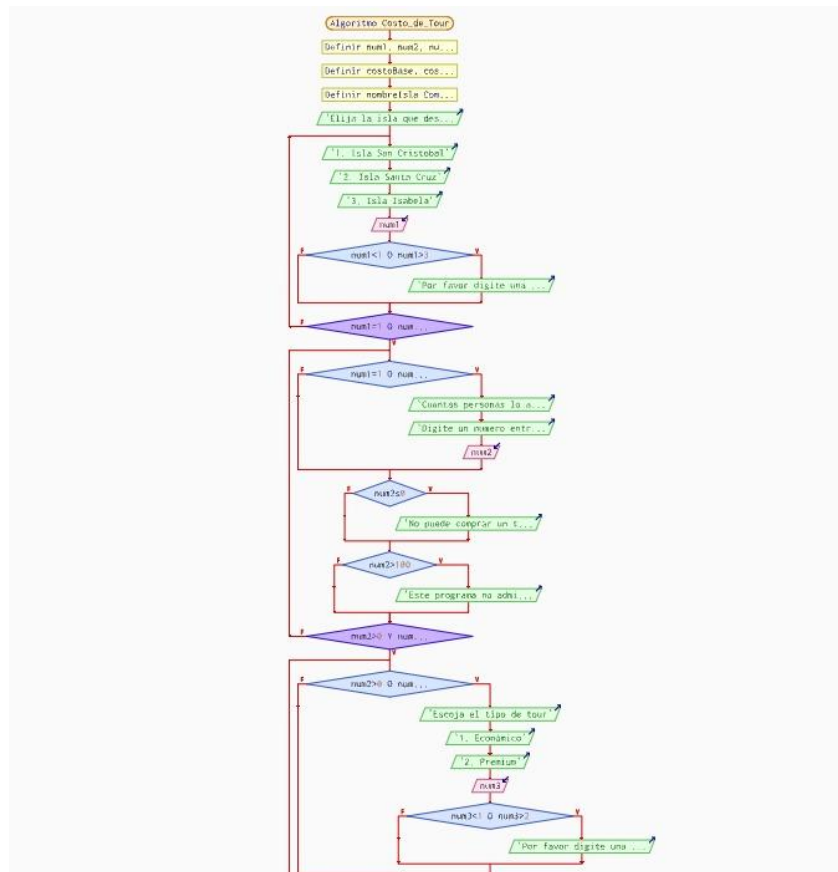 Algoritmo Costo_de_Tour
Definir num1, num2, nu...
Definir costoBase, cos...
Definir nombreIsla Com...
'Elija la isla que des...
'1. Isla San Cristobal'
'2. Isla Santa Cruz'
'3. Isla Isabela'
num1
F
num1<1 O num1>3
V
'Por favor digite una ...
F
num1=1 O num...
V
F
num1=1 O num...
V
'Cuantas personas lo a...
'Digite un numero entr...
num2
F
num2≤0
V
'No puede comprar un t...
F
num2>100
V
'Este programa no admi...
F
num2>0 Y num...
V
F
num2>0 O num...
V
'Escoja el tipo de tour'
'1. Económico'
'2. Premium'
num3
F
num3<1 O num3>2
V
'Por favor digite una ...